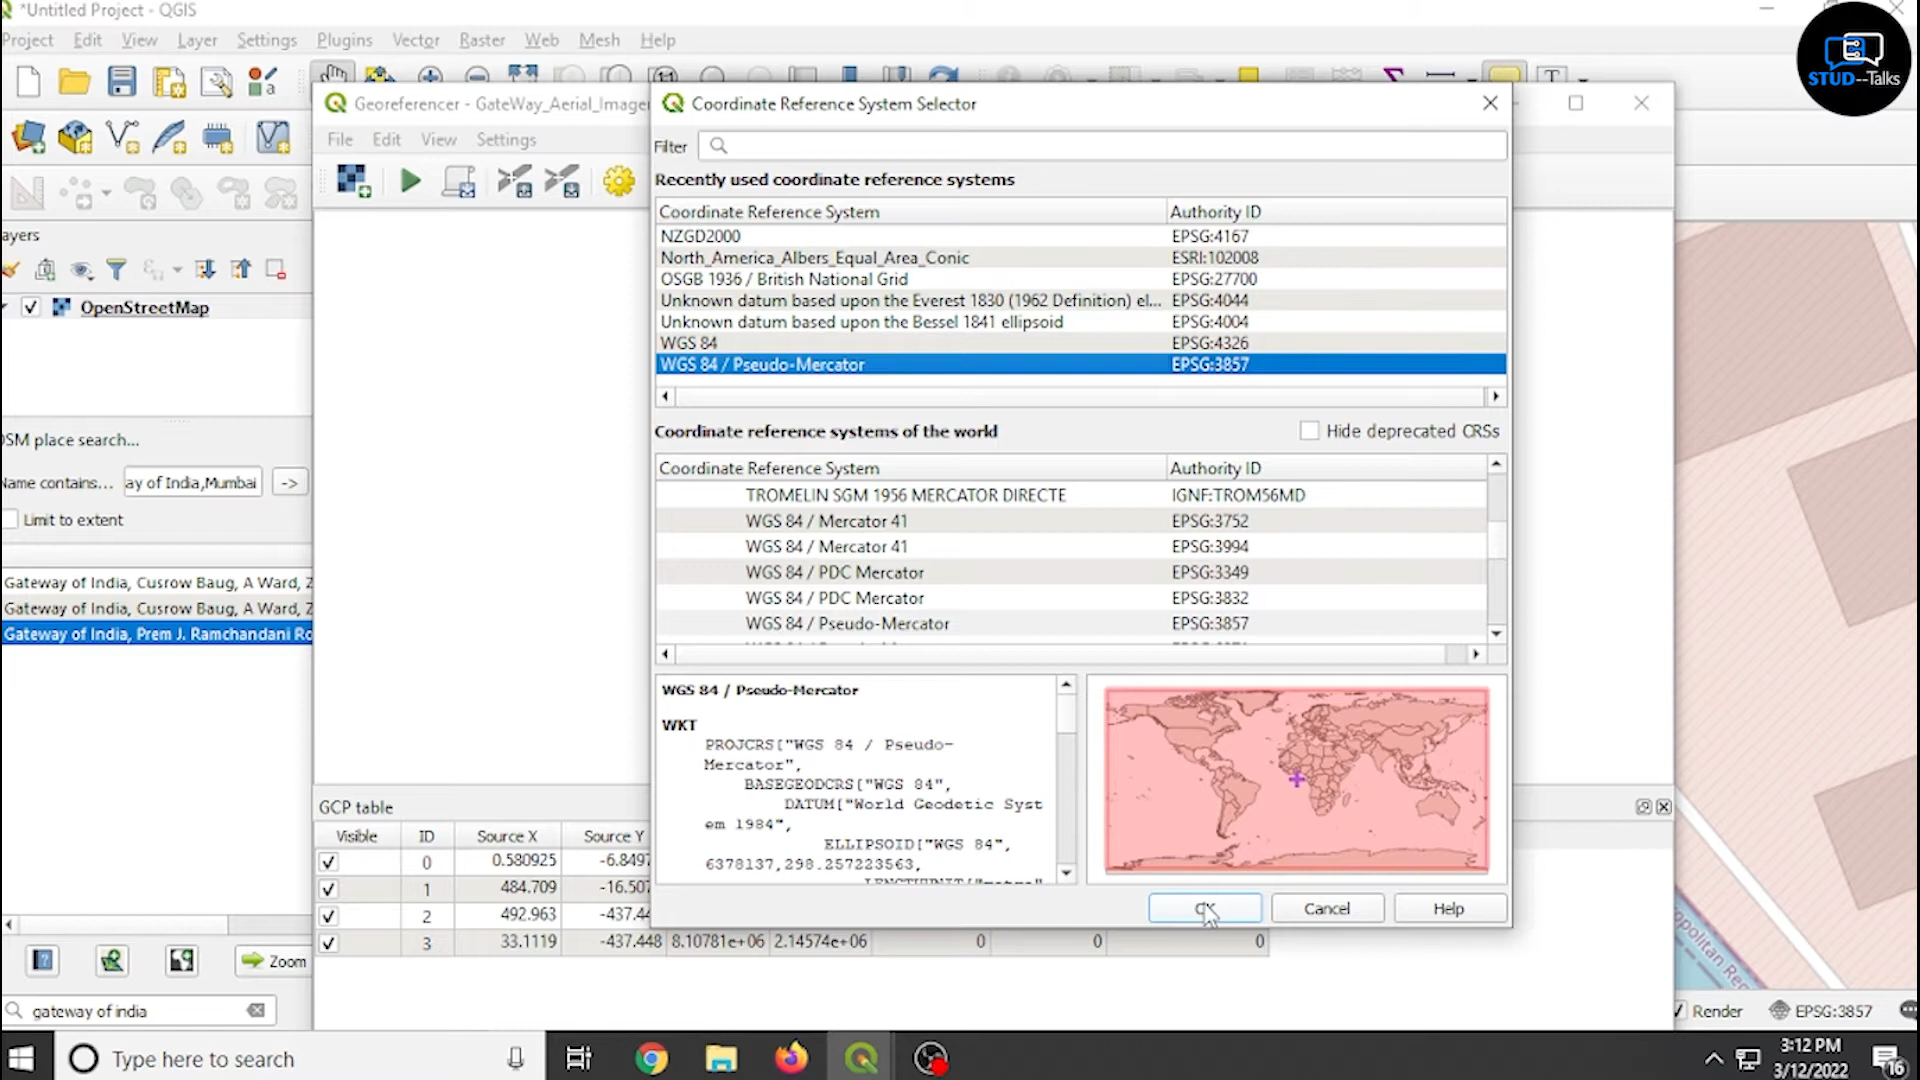 *Untitled Project - QGIS
Project Edit View Layer Settings Plugins Vector Raster Web Mesh Help
STUD--Talks
Georeferencer - GateWay_Aerial_Imager
File Edit View Settings
Coordinate Reference System Selector
Filter
Recently used coordinate reference systems
Coordinate Reference System Authority ID
NZGD2000 EPSG:4167
North_America_Albers_Equal_Area_Conic ESRI:102008
OSGB 1936 / British National Grid EPSG:27700
Unknown datum based upon the Everest 1830 (1962 Definition) el... EPSG:4044
Unknown datum based upon the Bessel 1841 ellipsoid EPSG:4004
WGS 84 EPSG:4326
WGS 84 / Pseudo-Mercator EPSG:3857
Coordinate reference systems of the world Hide deprecated CRSs
Coordinate Reference System Authority ID
TROMELIN SGM 1956 MERCATOR DIRECTE IGNF:TROM56MD
WGS 84 / Mercator 41 EPSG:3752
WGS 84 / Mercator 41 EPSG:3994
WGS 84 / PDC Mercator EPSG:3349
WGS 84 / PDC Mercator EPSG:3832
WGS 84 / Pseudo-Mercator EPSG:3857
WGS 84 / Pseudo-Mercator
WKT
PROJCRS["WGS 84 / Pseudo-
Mercator",
BASEGEODCRS["WGS 84",
DATUM["World Geodetic Syst
em 1984",
ELLIPSOID["WGS 84",
6378137,298.257223563,
OK Cancel Help
ayers
OpenStreetMap
OSM place search...
Name contains... ay of India,Mumbai ->
Limit to extent
Gateway of India, Cusrow Baug, A Ward, Z
Gateway of India, Cusrow Baug, A Ward, Z
Gateway of India, Prem J. Ramchandani Ro
Zoom
gateway of india
GCP table
Visible ID Source X Source Y
0 0.580925 -6.8497
1 484.709 -16.507
2 492.963 -437.44
3 33.1119 -437.448 8.10781e+06 2.14574e+06 0 0 0
Render EPSG:3857
Type here to search
3:12 PM
3/12/2022
16